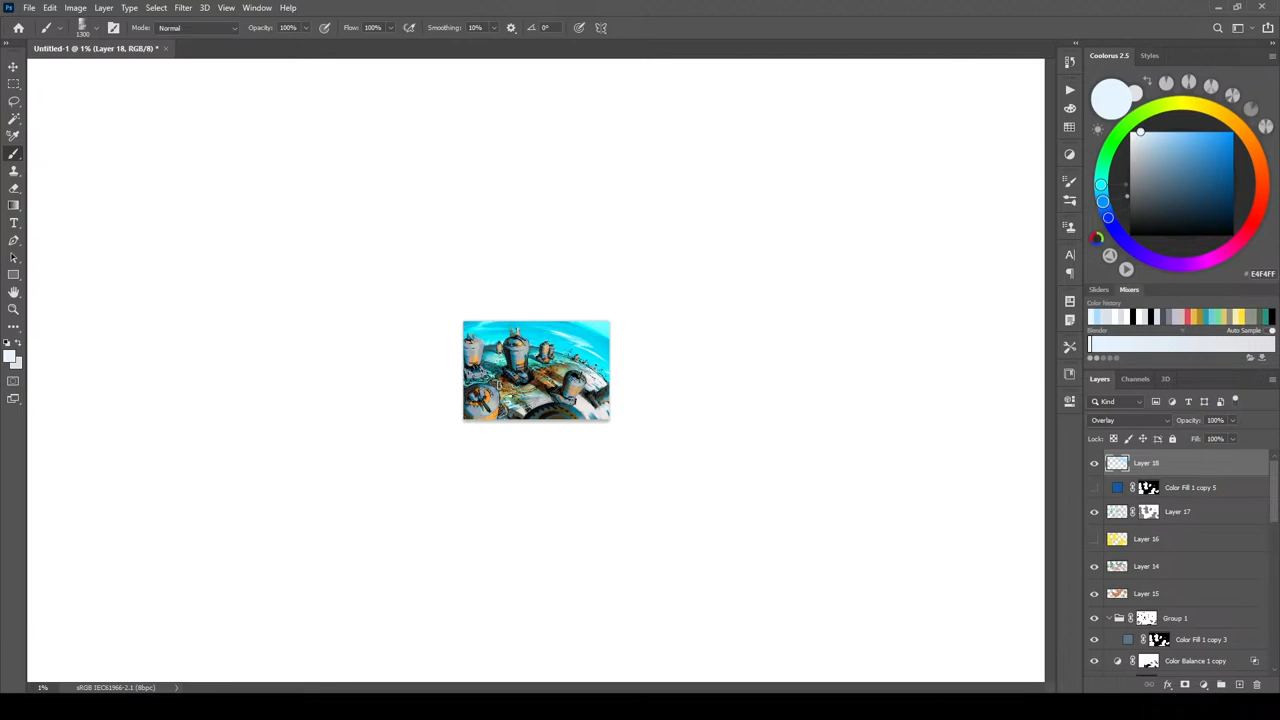 Ps File Edit Image Layer Type Select Filter 3D View Window Help
1300 Mode: Normal Opacity: 100% Flow: 100% Smoothing: 10% 0°
Untitled-1 @ 1% (Layer 18, RGB/8) *
Coolorus 2.5 Styles
# E4F4FF
Sliders Mixers
Color history
Blender Auto Sample
Layers Channels 3D
Kind
Overlay Opacity: 100%
Lock: Fill: 100%
Layer 18
Color Fill 1 copy 5
Layer 17
Layer 16
Layer 14
Layer 15
Group 1
Color Fill 1 copy 3
Color Balance 1 copy
fx
1% sRGB IEC61966-2.1 (8bpc)